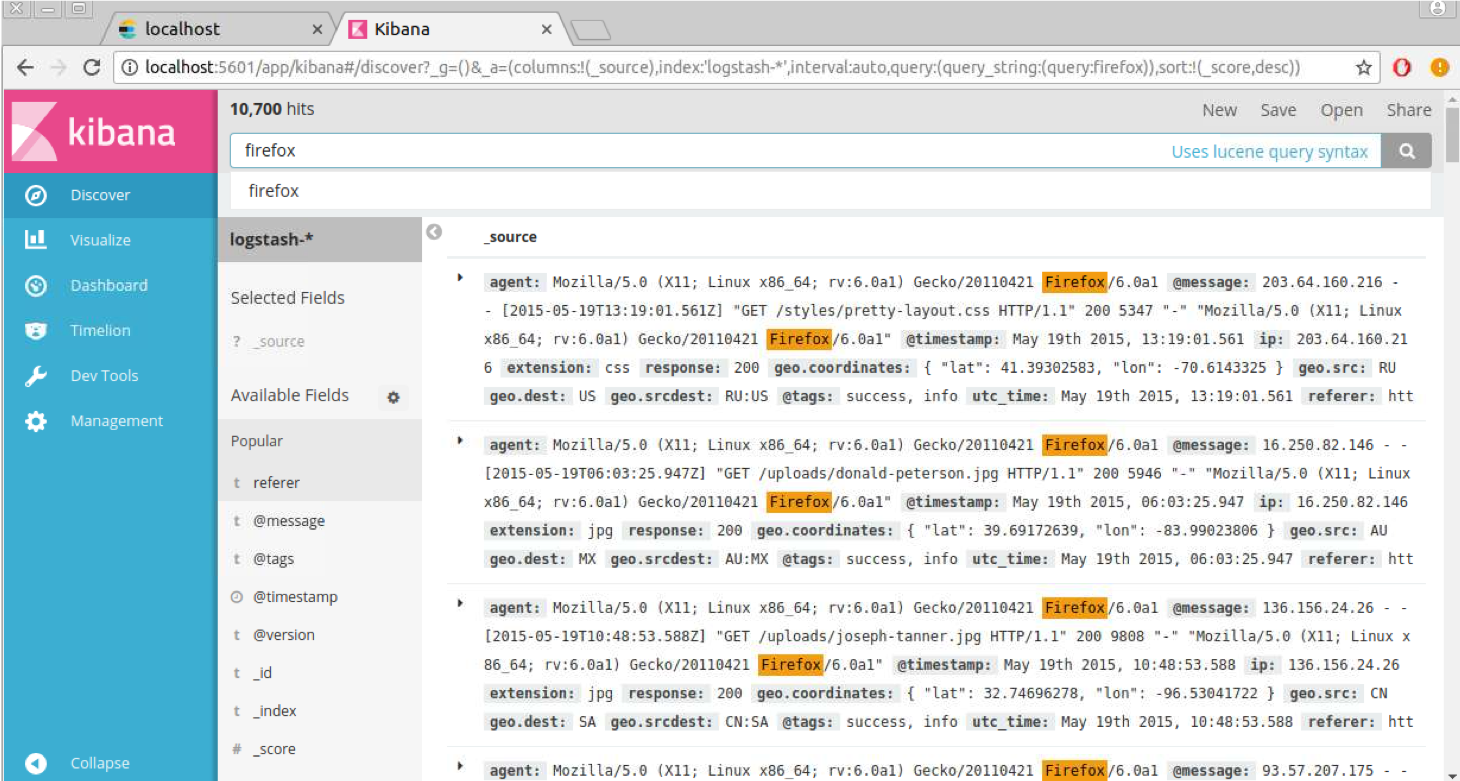 localhost
Kibana
localhost:5601/app/kibana#/discover?_g=()&_a=(columns:!(_source),index:'logstash-*',interval:auto,query:(query_string:(query:firefox)),sort:!(_score,desc))
kibana
Discover
Visualize
Dashboard
Timelion
Dev Tools
Management
Collapse
10,700 hits
New Save Open Share
firefox
Uses lucene query syntax
firefox
logstash-*
Selected Fields
? _source
Available Fields
Popular
t referer
t @message
t @tags
@timestamp
t @version
t _id
t _index
# _score
_source
agent: Mozilla/5.0 (X11; Linux x86_64; rv:6.0a1) Gecko/20110421 Firefox/6.0a1 @message: 203.64.160.216 -
- [2015-05-19T13:19:01.561Z] "GET /styles/pretty-layout.css HTTP/1.1" 200 5347 "-" "Mozilla/5.0 (X11; Linux
x86_64; rv:6.0a1) Gecko/20110421 Firefox/6.0a1" @timestamp: May 19th 2015, 13:19:01.561 ip: 203.64.160.21
6 extension: css response: 200 geo.coordinates: { "lat": 41.39302583, "lon": -70.6143325 } geo.src: RU
geo.dest: US geo.srcdest: RU:US @tags: success, info utc_time: May 19th 2015, 13:19:01.561 referer: htt
agent: Mozilla/5.0 (X11; Linux x86_64; rv:6.0a1) Gecko/20110421 Firefox/6.0a1 @message: 16.250.82.146 - -
[2015-05-19T06:03:25.947Z] "GET /uploads/donald-peterson.jpg HTTP/1.1" 200 5946 "-" "Mozilla/5.0 (X11; Linux
x86_64; rv:6.0a1) Gecko/20110421 Firefox/6.0a1" @timestamp: May 19th 2015, 06:03:25.947 ip: 16.250.82.146
extension: jpg response: 200 geo.coordinates: { "lat": 39.69172639, "lon": -83.99023806 } geo.src: AU
geo.dest: MX geo.srcdest: AU:MX @tags: success, info utc_time: May 19th 2015, 06:03:25.947 referer: htt
agent: Mozilla/5.0 (X11; Linux x86_64; rv:6.0a1) Gecko/20110421 Firefox/6.0a1 @message: 136.156.24.26 - -
[2015-05-19T10:48:53.588Z] "GET /uploads/joseph-tanner.jpg HTTP/1.1" 200 9808 "-" "Mozilla/5.0 (X11; Linux x
86_64; rv:6.0a1) Gecko/20110421 Firefox/6.0a1" @timestamp: May 19th 2015, 10:48:53.588 ip: 136.156.24.26
extension: jpg response: 200 geo.coordinates: { "lat": 32.74696278, "lon": -96.53041722 } geo.src: CN
geo.dest: SA geo.srcdest: CN:SA @tags: success, info utc_time: May 19th 2015, 10:48:53.588 referer: htt
agent: Mozilla/5.0 (X11; Linux x86_64; rv:6.0a1) Gecko/20110421 Firefox/6.0a1 @message: 93.57.207.175 - -